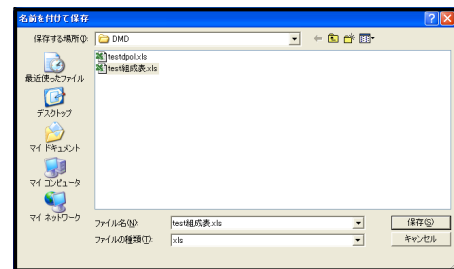 名前を付けて保存
保存する場所(I):
DMD
testdpol.xls
test組成表.xls
最近使ったファイル
デスクトップ
マイ ドキュメント
マイ コンピュータ
マイ ネットワーク
ファイル名(N):
test組成表.xls
保存(S)
ファイルの種類(T):
.xls
キャンセル